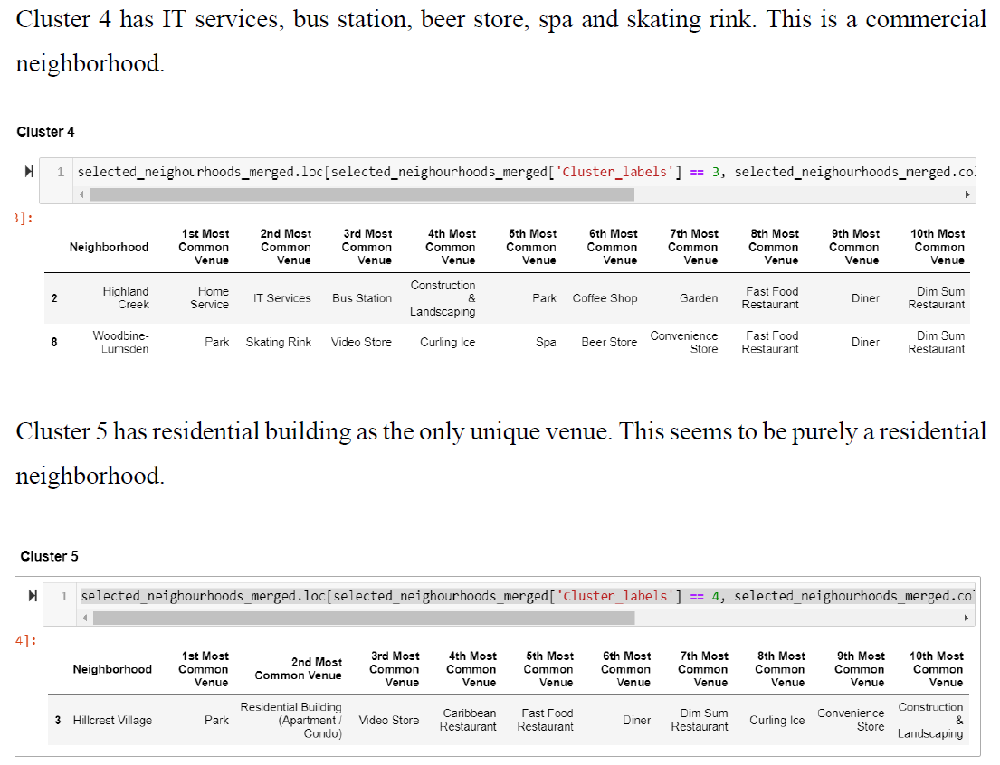 Cluster 4 has IT services, bus station, beer store, spa and skating rink. This is a commercial
neighborhood.
Cluster 4
1 selected_neighourhoods_merged.loc[selected_neighourhoods_merged['Cluster_labels'] == 3, selected_neighourhoods_merged.co
3]:
Neighborhood 1st Most Common Venue 2nd Most Common Venue 3rd Most Common Venue 4th Most Common Venue 5th Most Common Venue 6th Most Common Venue 7th Most Common Venue 8th Most Common Venue 9th Most Common Venue 10th Most Common Venue
2 Highland Creek Home Service IT Services Bus Station Construction & Landscaping Park Coffee Shop Garden Fast Food Restaurant Diner Dim Sum Restaurant
8 Woodbine-Lumsden Park Skating Rink Video Store Curling Ice Spa Beer Store Convenience Store Fast Food Restaurant Diner Dim Sum Restaurant
Cluster 5 has residential building as the only unique venue. This seems to be purely a residential
neighborhood.
Cluster 5
1 selected_neighourhoods_merged.loc[selected_neighourhoods_merged['Cluster_labels'] == 4, selected_neighourhoods_merged.co
4]:
Neighborhood 1st Most Common Venue 2nd Most Common Venue 3rd Most Common Venue 4th Most Common Venue 5th Most Common Venue 6th Most Common Venue 7th Most Common Venue 8th Most Common Venue 9th Most Common Venue 10th Most Common Venue
3 Hillcrest Village Park Residential Building (Apartment / Condo) Video Store Caribbean Restaurant Fast Food Restaurant Diner Dim Sum Restaurant Curling Ice Convenience Store Construction & Landscaping